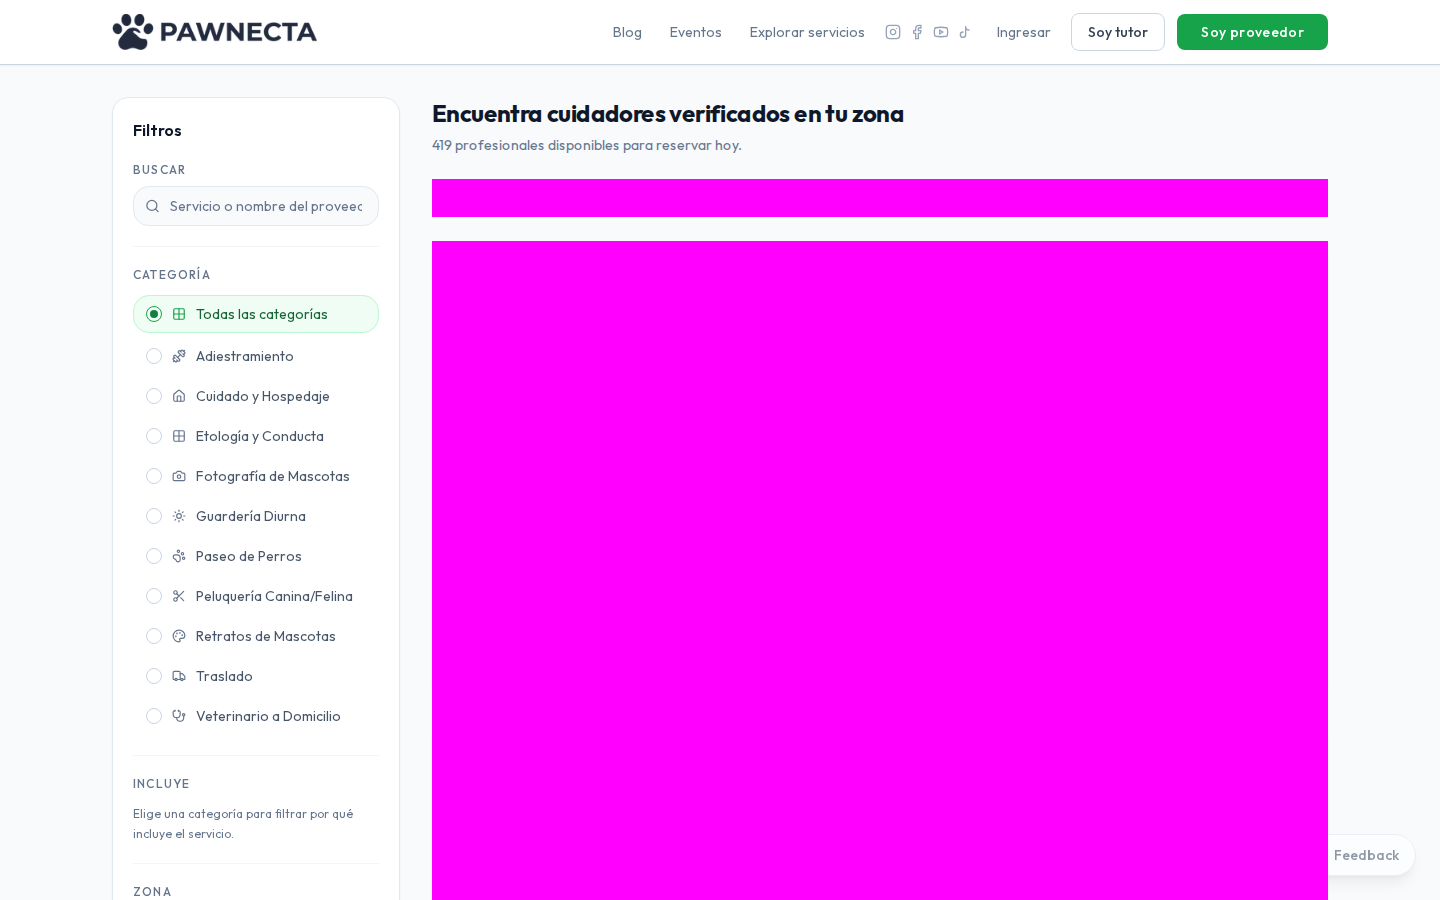 PAWNECTA
Blog
Eventos
Explorar servicios
Ingresar
Soy tutor
Soy proveedor
Filtros
BUSCAR
Servicio o nombre del proveed
CATEGORÍA
Todas las categorías
Adiestramiento
Cuidado y Hospedaje
Etología y Conducta
Fotografía de Mascotas
Guardería Diurna
Paseo de Perros
Peluquería Canina/Felina
Retratos de Mascotas
Traslado
Veterinario a Domicilio
INCLUYE
Elige una categoría para filtrar por qué
incluye el servicio.
ZONA
Encuentra cuidadores verificados en tu zona
419 profesionales disponibles para reservar hoy.
Feedback